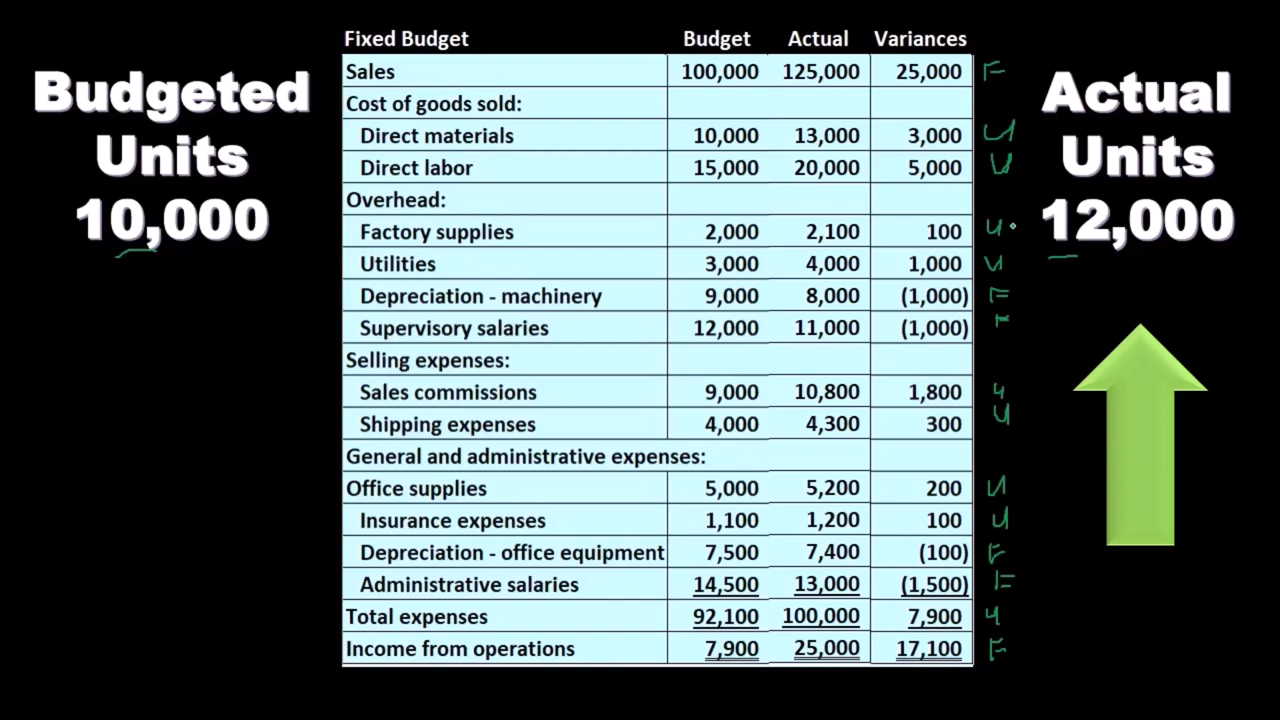 Budgeted
Units
10,000
Fixed Budget Budget Actual Variances
Sales 100,000 125,000 25,000 F
Cost of goods sold:
Direct materials 10,000 13,000 3,000 U
Direct labor 15,000 20,000 5,000 U
Overhead:
Factory supplies 2,000 2,100 100 U
Utilities 3,000 4,000 1,000 U
Depreciation - machinery 9,000 8,000 (1,000) F
Supervisory salaries 12,000 11,000 (1,000) F
Selling expenses:
Sales commissions 9,000 10,800 1,800 U
Shipping expenses 4,000 4,300 300 U
General and administrative expenses:
Office supplies 5,000 5,200 200 U
Insurance expenses 1,100 1,200 100 U
Depreciation - office equipment 7,500 7,400 (100) F
Administrative salaries 14,500 13,000 (1,500) F
Total expenses 92,100 100,000 7,900 U
Income from operations 7,900 25,000 17,100 F
Actual
Units
12,000